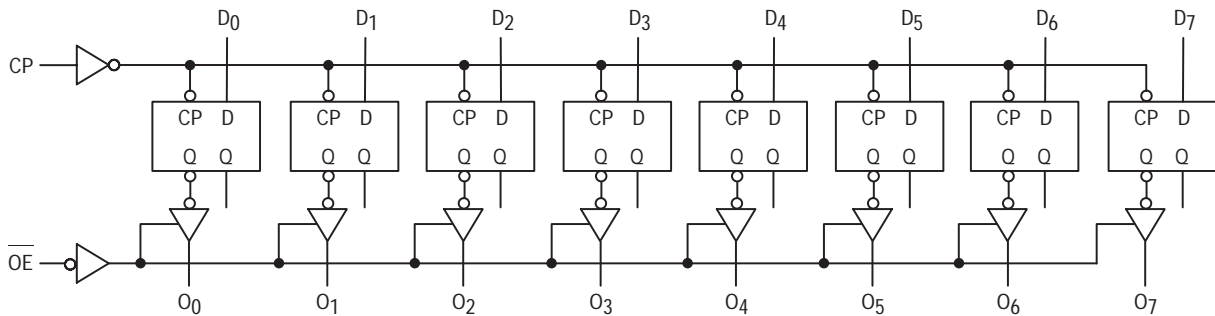 D0 D1 D2 D3 D4 D5 D6 D7
CP
CP D CP D CP D CP D CP D CP D CP D CP D
Q Q Q Q Q Q Q Q Q Q Q Q Q Q Q Q
OE
O0 O1 O2 O3 O4 O5 O6 O7